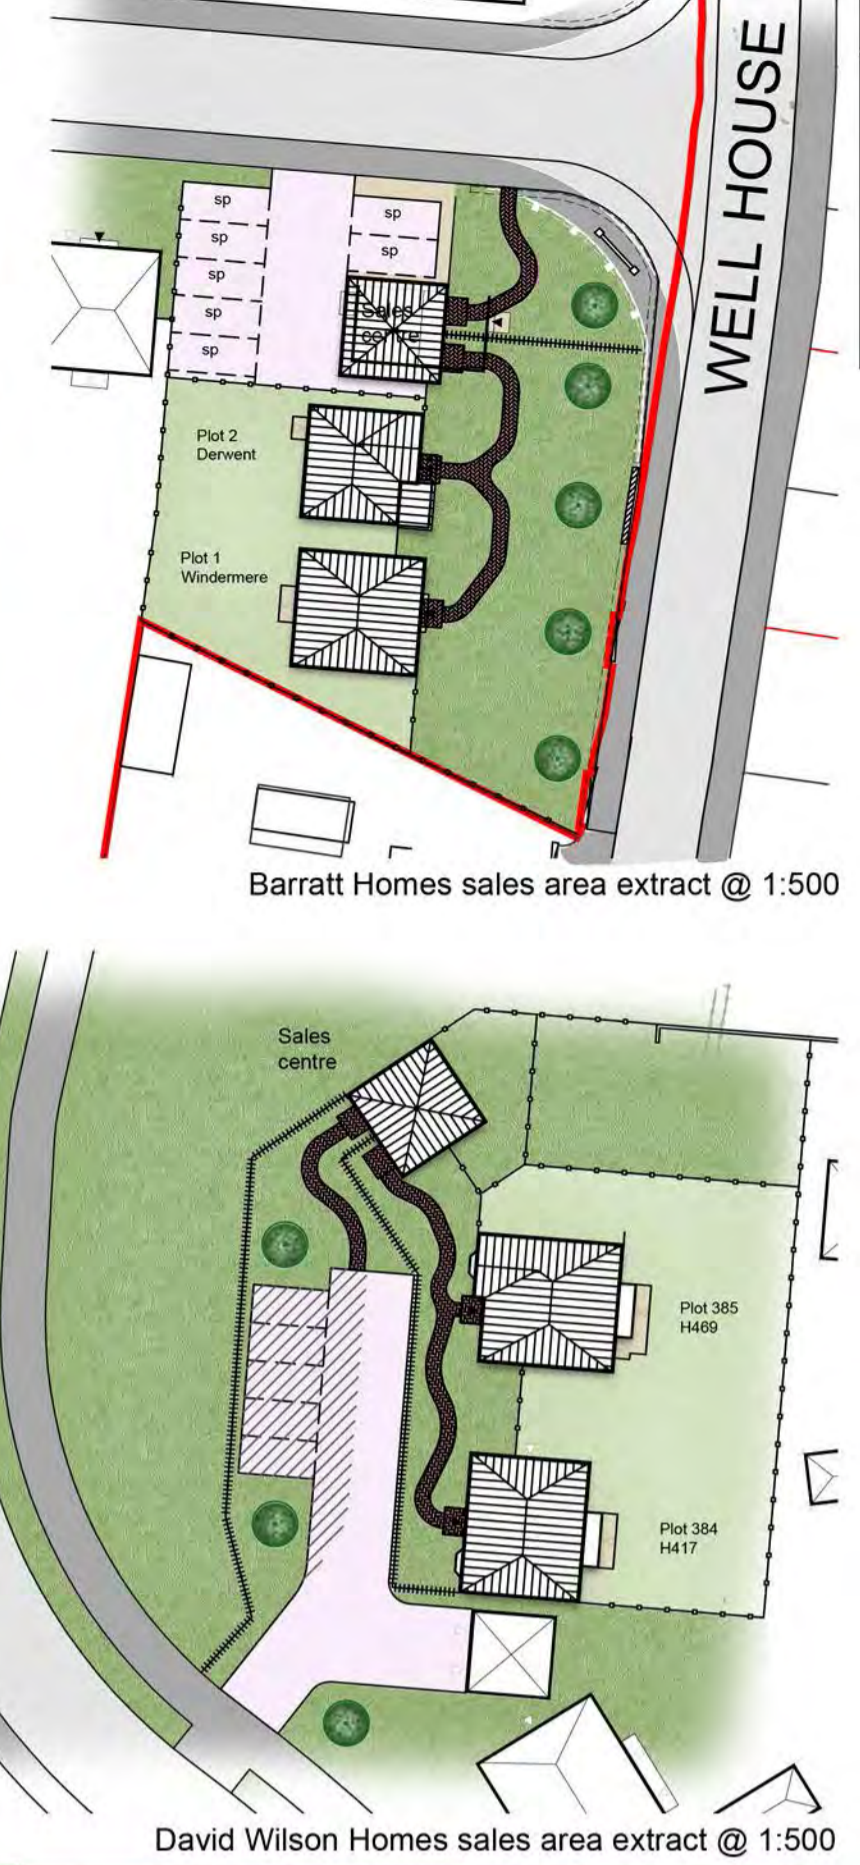 WELL HOUSE
sp
sp
sp
sp
sp
sp
sp
Sales
centre
Plot 2
Derwent
Plot 1
Windermere
Barratt Homes sales area extract @ 1:500
Sales
centre
Plot 385
H469
Plot 384
H417
David Wilson Homes sales area extract @ 1:500